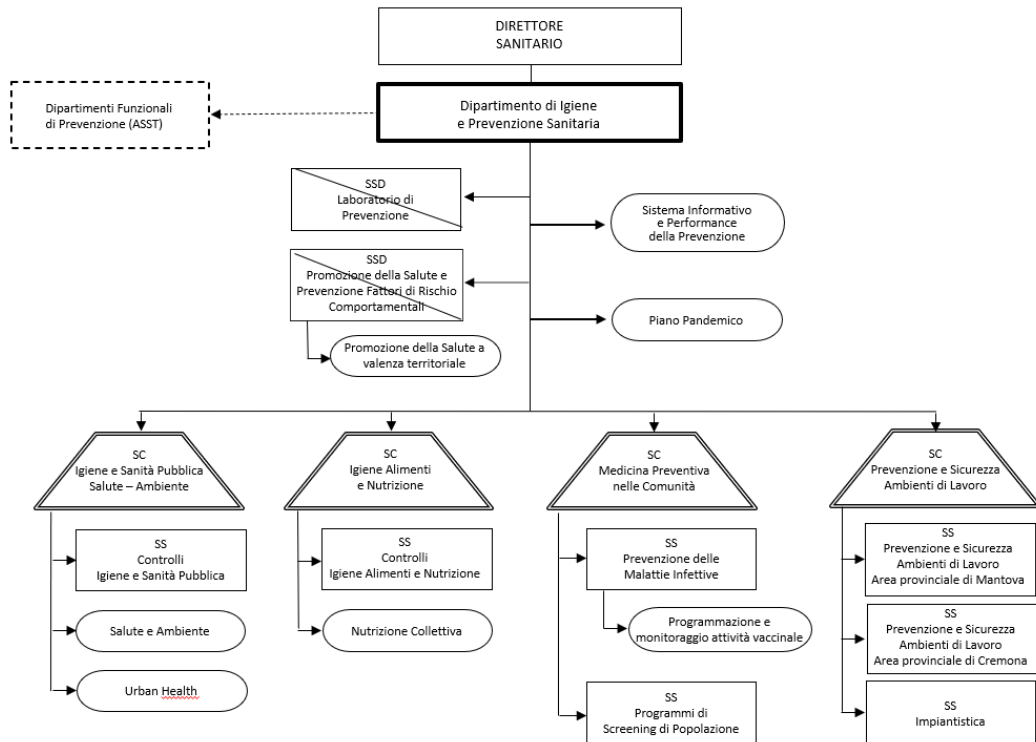 DIRETTORE
SANITARIO
Dipartimenti Funzionali
di Prevenzione (ASST)
Dipartimento di Igiene
e Prevenzione Sanitaria
SSD
Laboratorio di
Prevenzione
Sistema Informativo
e Performance
della Prevenzione
SSD
Promozione della Salute e
Prevenzione Fattori di Rischio
Comportamentali
Piano Pandemico
Promozione della Salute a
valenza territoriale
SC
Igiene e Sanità Pubblica
Salute – Ambiente
SC
Igiene Alimenti
e Nutrizione
SC
Medicina Preventiva
nelle Comunità
SC
Prevenzione e Sicurezza
Ambienti di Lavoro
SS
Controlli
Igiene e Sanità Pubblica
Salute e Ambiente
Urban Health
SS
Controlli
Igiene Alimenti e Nutrizione
Nutrizione Collettiva
SS
Prevenzione delle
Malattie Infettive
Programmazione e
monitoraggio attività vaccinale
SS
Programmi di
Screening di Popolazione
SS
Prevenzione e Sicurezza
Ambienti di Lavoro
Area provinciale di Mantova
SS
Prevenzione e Sicurezza
Ambienti di Lavoro
Area provinciale di Cremona
SS
Impiantistica